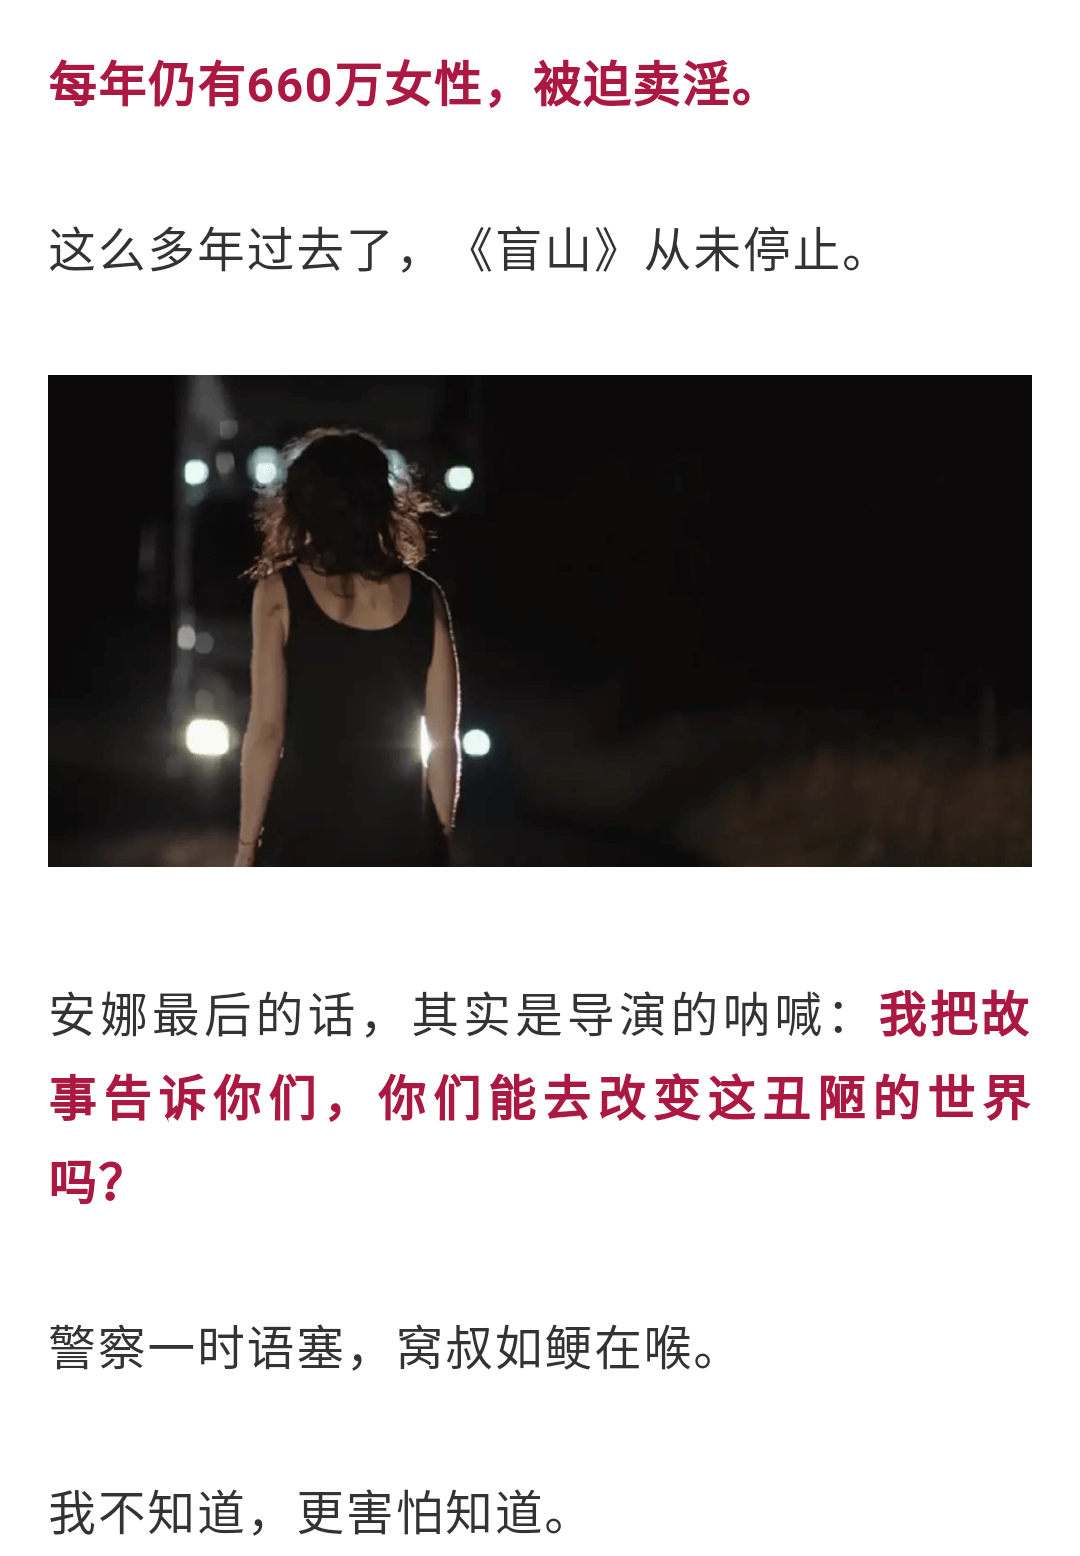 每年仍有660万女性，被迫卖淫。
这么多年过去了，《盲山》从未停止。
安娜最后的话，其实是导演的呐喊：我把故
事告诉你们，你们能去改变这丑陋的世界
吗？
警察一时语塞，窝叔如鲠在喉。
我不知道，更害怕知道。